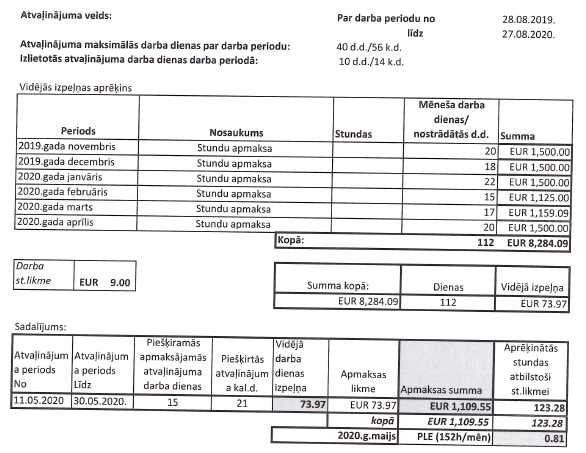 Atvaļinājuma veids: Par darba periodu no 28.08.2019.
līdz 27.08.2020.
Atvaļinājuma maksimālās darba dienas par darba periodu: 40 d.d./56 k.d.
Izlietotās atvaļinājuma darba dienas darba periodā: 10 d.d./14 k.d.
Vidējās izpeļņas aprēķins
Periods Nosaukums Stundas Mēneša darba dienas/ nostrādātās d.d. Summa
2019.gada novembris Stundu apmaksa 20 EUR 1,500.00
2019.gada decembris Stundu apmaksa 18 EUR 1,500.00
2020.gada janvāris Stundu apmaksa 22 EUR 1,500.00
2020.gada februāris Stundu apmaksa 15 EUR 1,125.00
2020.gada marts Stundu apmaksa 17 EUR 1,159.09
2020.gada aprīlis Stundu apmaksa 20 EUR 1,500.00
Kopā: 112 EUR 8,284.09
Darba
st.likme EUR 9.00
Summa kopā: Dienas Vidējā izpeļņa
EUR 8,284.09 112 EUR 73.97
Sadalījums:
Atvaļinājum a periods No Atvaļinājum a periods Līdz Piešķiramās apmaksājamās atvaļinājuma darba dienas Piešķirtās atvaļinājum a kal.d. Vidējā darba dienas izpeļņa Apmaksas likme Apmaksas summa Aprēķinātās stundas atbilstoši st.likmei
11.05.2020 30.05.2020. 15 21 73.97 EUR 73.97 EUR 1,109.55 123.28
kopā EUR 1,109.55 123.28
2020.g.maijs PLE (152h/mēn) 0.81